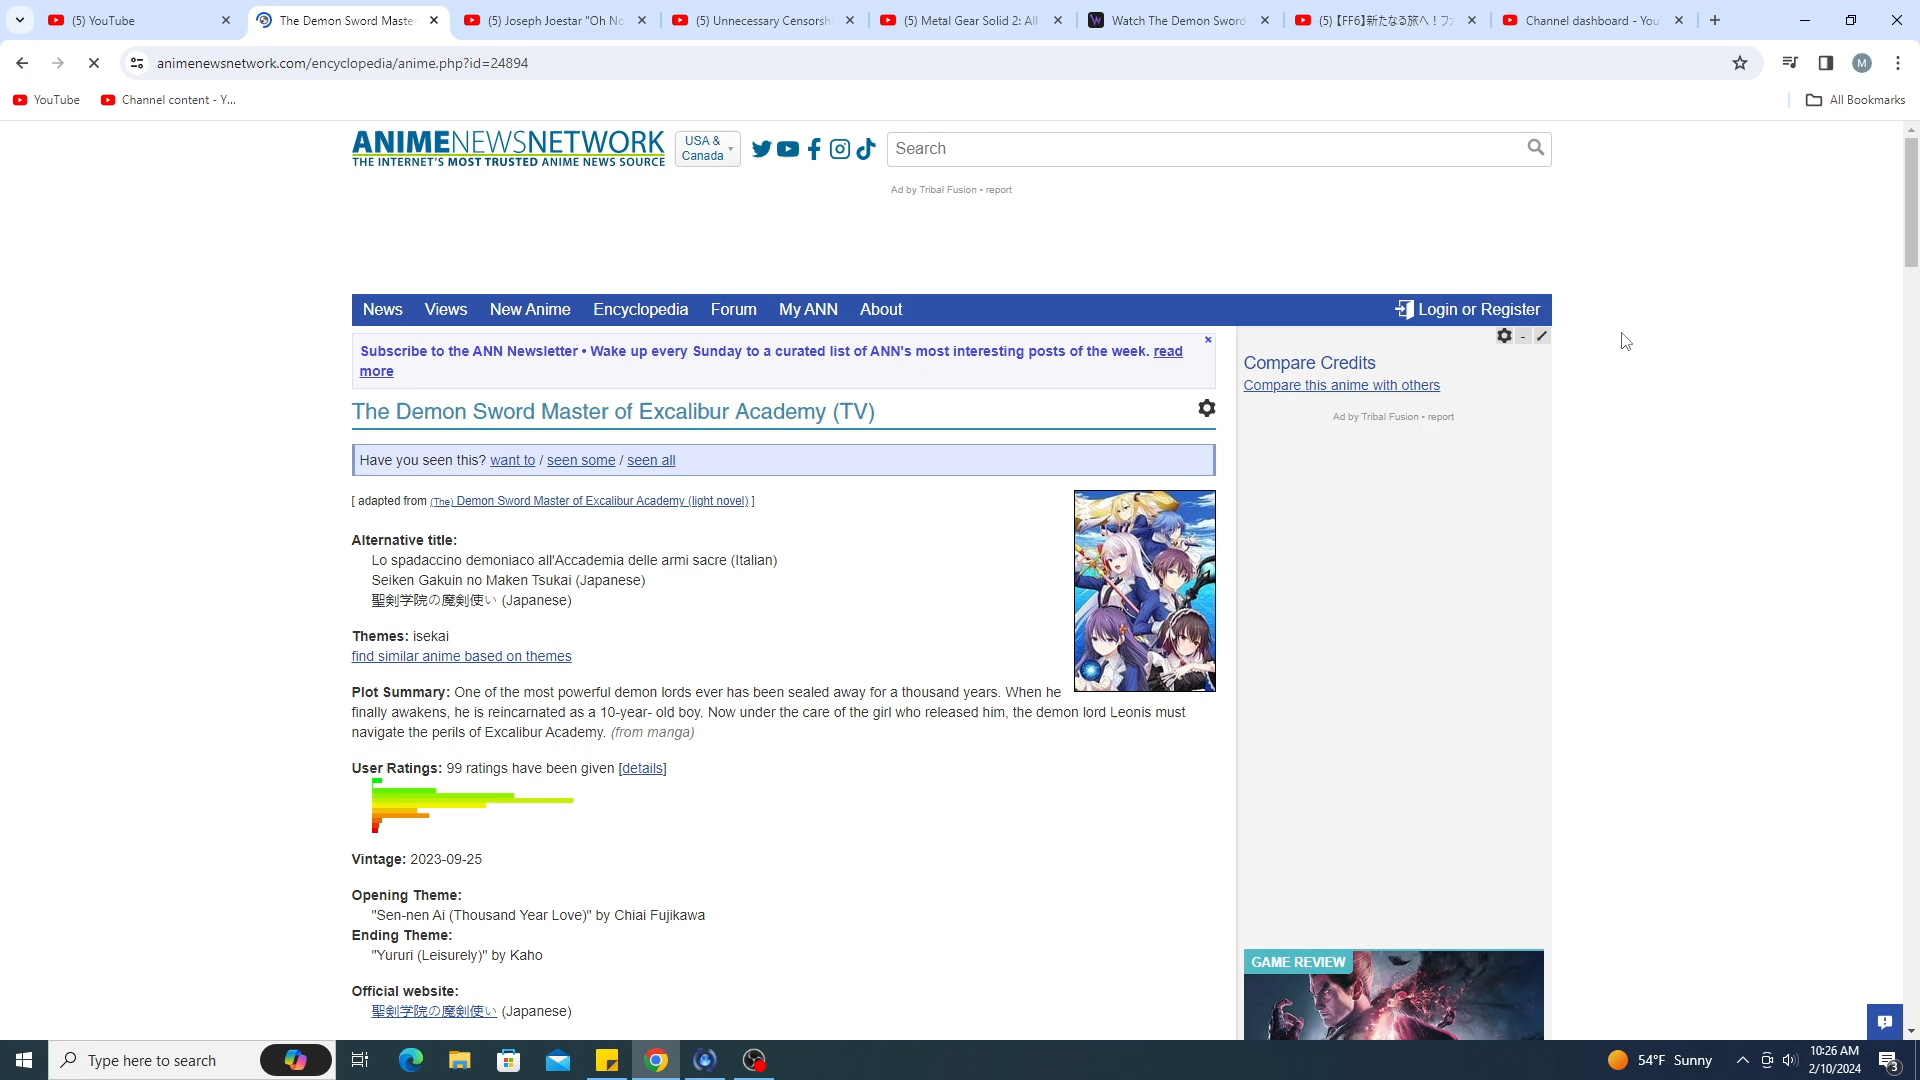 (5) YouTube
The Demon Sword Master
(5) Joseph Joestar "Oh No
(5) Unnecessary Censorsh
(5) Metal Gear Solid 2: All
Watch The Demon Sword
(5) 【FF6】新たなる旅へ！フ
Channel dashboard - You
animenewsnetwork.com/encyclopedia/anime.php?id=24894
M
YouTube
Channel content - Y...
All Bookmarks
ANIMENEWSNETWORK
THE INTERNET'S MOST TRUSTED ANIME NEWS SOURCE
USA &
Canada
Search
Ad by Tribal Fusion • report
News
Views
New Anime
Encyclopedia
Forum
My ANN
About
Login or Register
Subscribe to the ANN Newsletter • Wake up every Sunday to a curated list of ANN's most interesting posts of the week. read
more
Compare Credits
Compare this anime with others
Ad by Tribal Fusion • report
The Demon Sword Master of Excalibur Academy (TV)
Have you seen this? want to / seen some / seen all
[ adapted from (The) Demon Sword Master of Excalibur Academy (light novel) ]
Alternative title:
Lo spadaccino demoniaco all'Accademia delle armi sacre (Italian)
Seiken Gakuin no Maken Tsukai (Japanese)
聖剣学院の魔剣使い (Japanese)
Themes: isekai
find similar anime based on themes
Plot Summary: One of the most powerful demon lords ever has been sealed away for a thousand years. When he
finally awakens, he is reincarnated as a 10-year- old boy. Now under the care of the girl who released him, the demon lord Leonis must
navigate the perils of Excalibur Academy. (from manga)
User Ratings: 99 ratings have been given [details]
Vintage: 2023-09-25
Opening Theme:
"Sen-nen Ai (Thousand Year Love)" by Chiai Fujikawa
Ending Theme:
"Yururi (Leisurely)" by Kaho
Official website:
聖剣学院の魔剣使い (Japanese)
GAME REVIEW
Type here to search
54°F Sunny
10:26 AM
2/10/2024
3